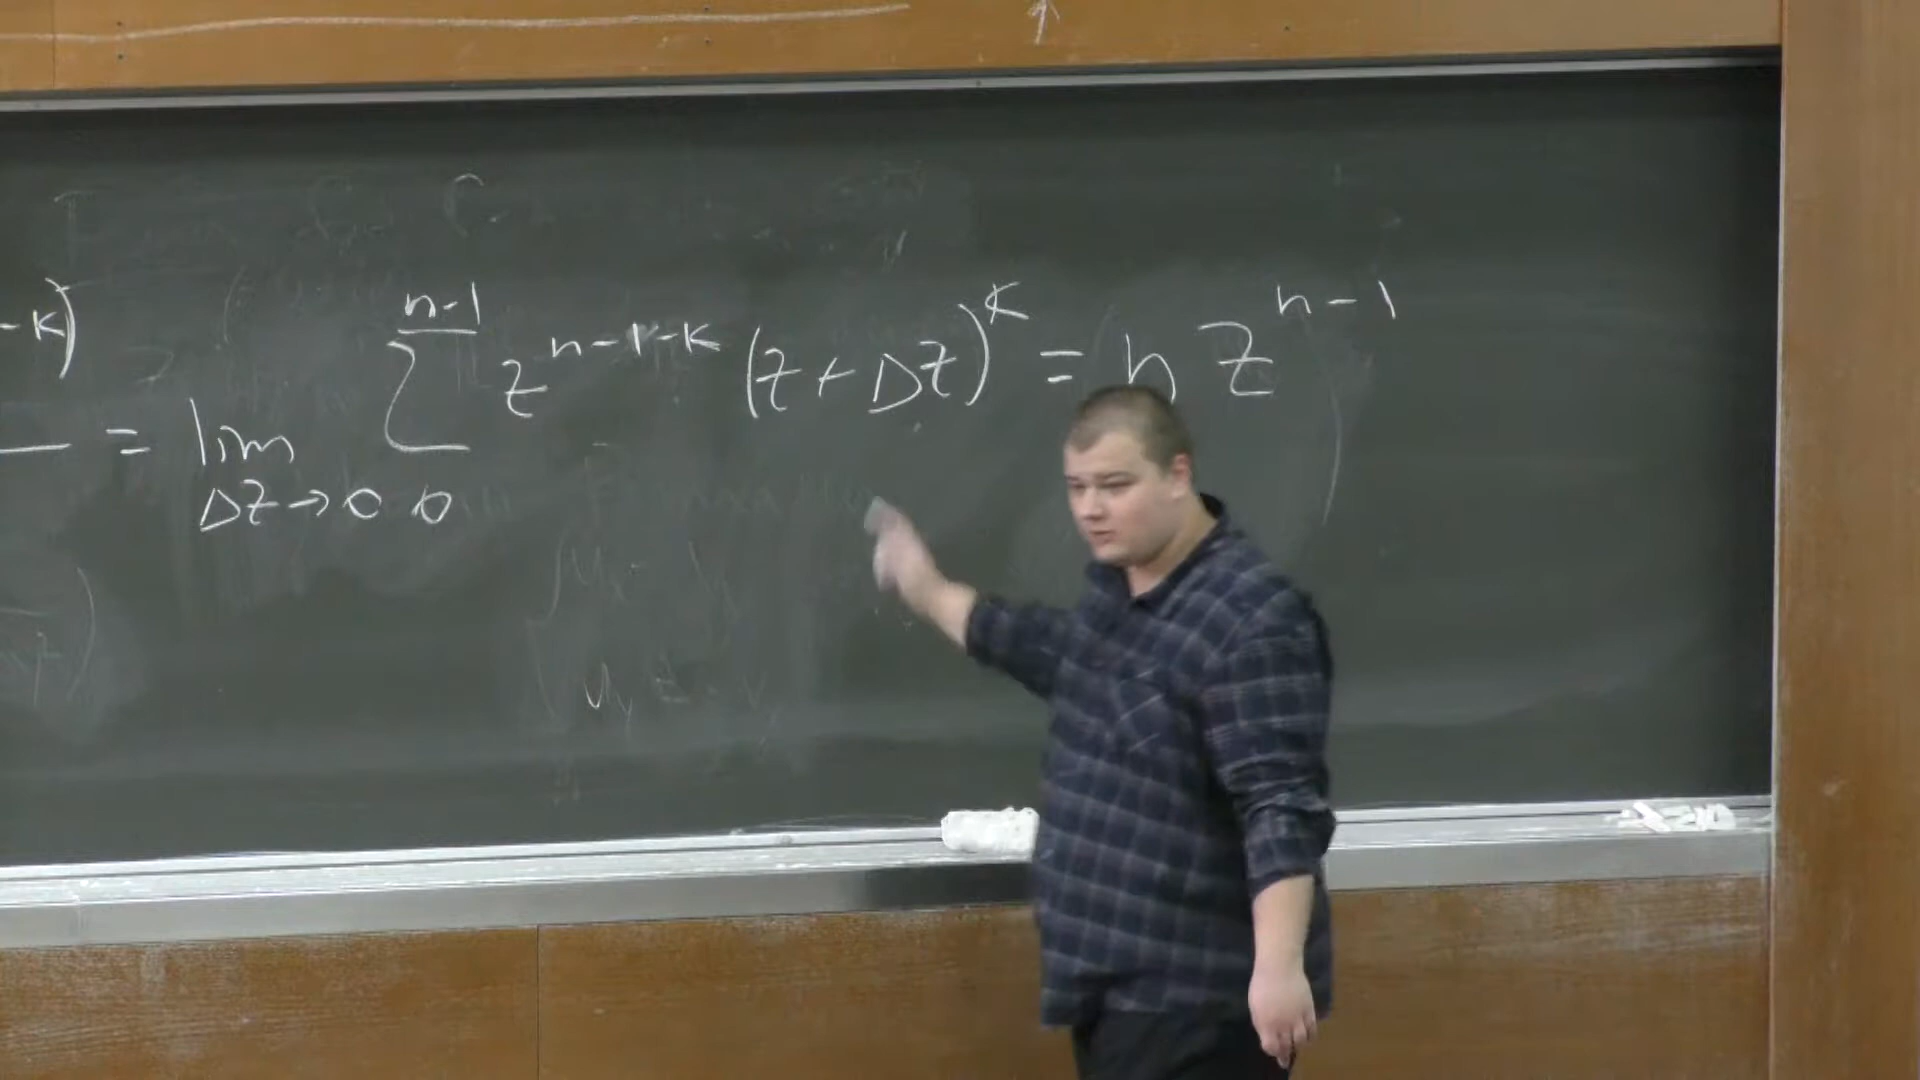 -k) = lim Δz→0 ∑ n-1 0 z^{n-1-k} (z+Δz)^k = n z^{n-1}